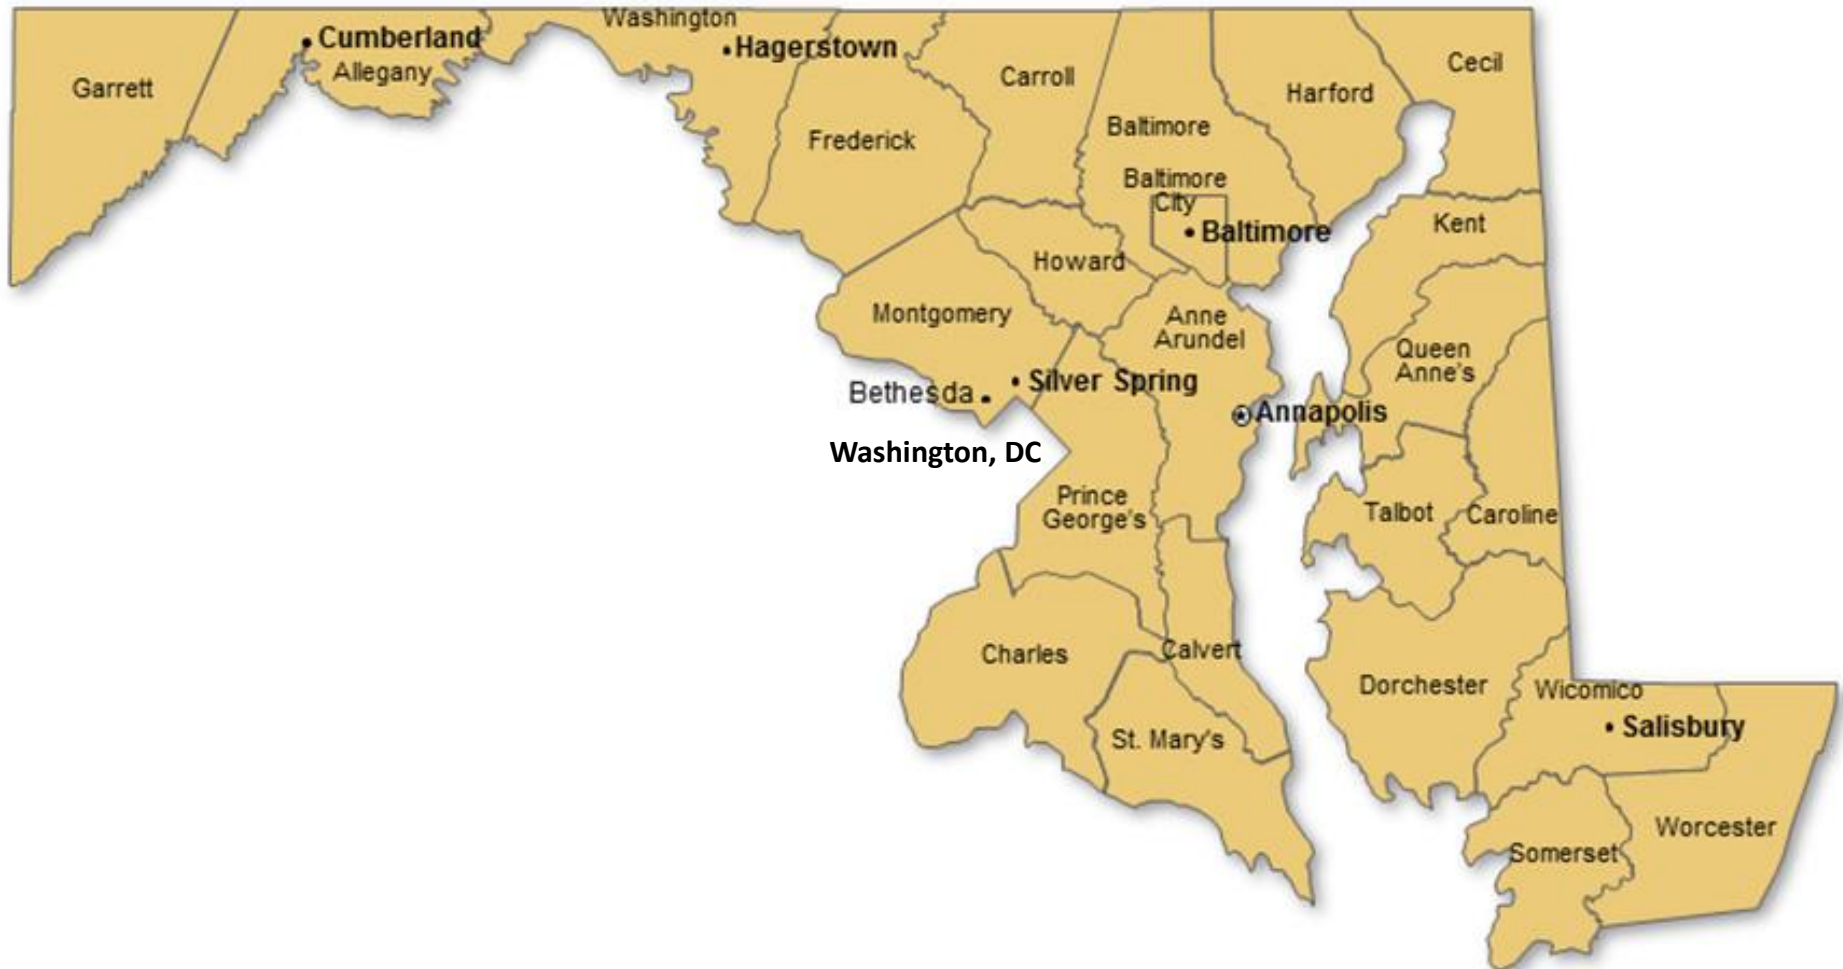 Washington
Cumberland
Hagerstown
Allegany
Garrett
Carroll
Cecil
Harford
Frederick
Baltimore
Baltimore
City
Baltimore
Kent
Howard
Montgomery
Anne
Arundel
Queen
Anne's
Silver Spring
Bethesda
Annapolis
Washington, DC
Prince
George's
Talbot
Caroline
Charles
Calvert
Dorchester
Wicomico
Salisbury
St. Mary's
Worcester
Somerset